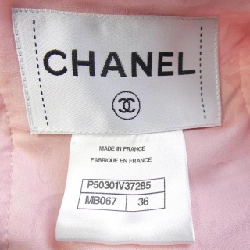 CHANEL
MADE IN FRANCE
FABRIQUE EN FRANCE
P50301V37285
MB067 36